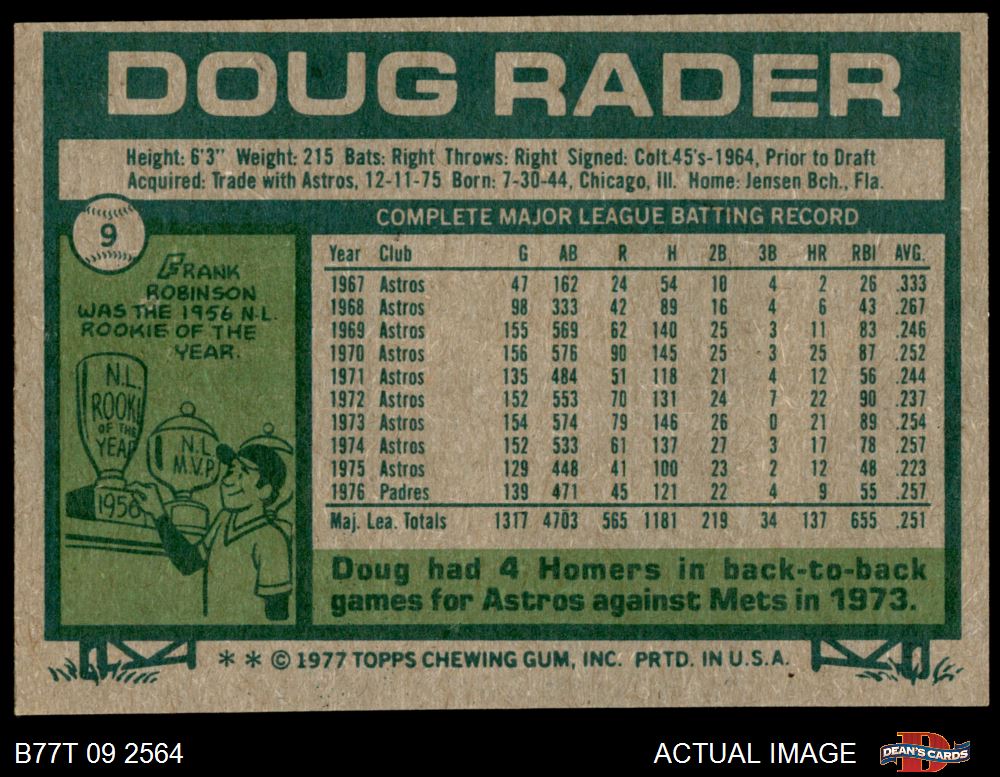 DOUG RADER
Height: 6'3" Weight: 215 Bats: Right Throws: Right Signed: Colt.45's-1964, Prior to Draft
Acquired: Trade with Astros, 12-11-75 Born: 7-30-44, Chicago, Ill. Home: Jensen Bch., Fla.
9
FRANK
ROBINSON
WAS THE 1956 N.L.
ROOKIE OF THE
YEAR.
N.L.
ROOKI
OF THE
YEAR
1956
N.L.
M.V.P.
COMPLETE MAJOR LEAGUE BATTING RECORD
Year Club G AB R H 2B 3B HR RBI AVG.
1967 Astros 47 162 24 54 10 4 2 26 .333
1968 Astros 98 333 42 89 16 4 6 43 .267
1969 Astros 155 569 62 140 25 3 11 83 .246
1970 Astros 156 576 90 145 25 3 25 87 .252
1971 Astros 135 484 51 118 21 4 12 56 .244
1972 Astros 152 553 70 131 24 7 22 90 .237
1973 Astros 154 574 79 146 26 0 21 89 .254
1974 Astros 152 533 61 137 27 3 17 78 .257
1975 Astros 129 448 41 100 23 2 12 48 .223
1976 Padres 139 471 45 121 22 4 9 55 .257
Maj. Lea. Totals 1317 4703 565 1181 219 34 137 655 .251
Doug had 4 Homers in back-to-back
games for Astros against Mets in 1973.
* * © 1977 TOPPS CHEWING GUM, INC. PRTD. IN U.S.A.
B77T 09 2564
ACTUAL IMAGE
DEAN'S CARDS